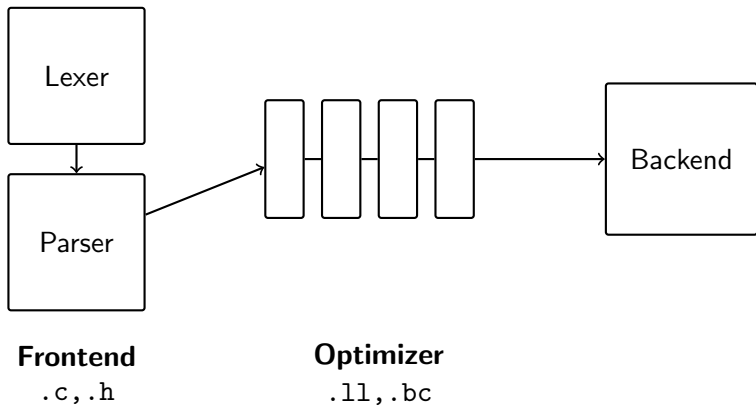 Lexer
Parser
Backend
Frontend
.c,.h
Optimizer
.ll,.bc